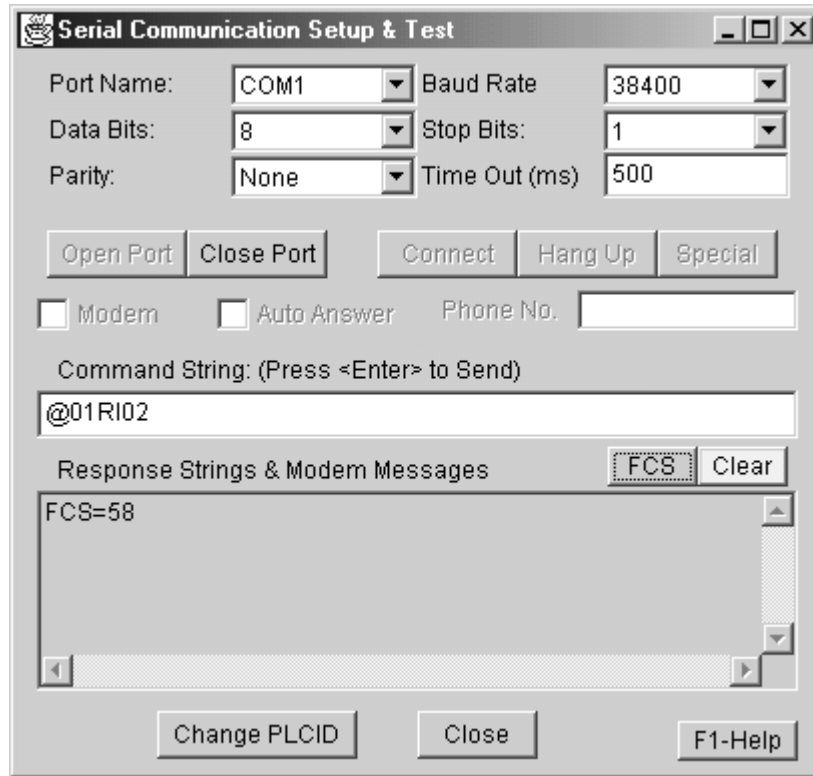 Serial Communication Setup & Test
Port Name: COM1 Baud Rate 38400
Data Bits: 8 Stop Bits: 1
Parity: None Time Out (ms) 500
Open Port Close Port Connect Hang Up Special
Modem Auto Answer Phone No.
Command String: (Press <Enter> to Send)
@01RI02
Response Strings & Modem Messages FCS Clear
FCS=58
Change PLCID Close F1-Help